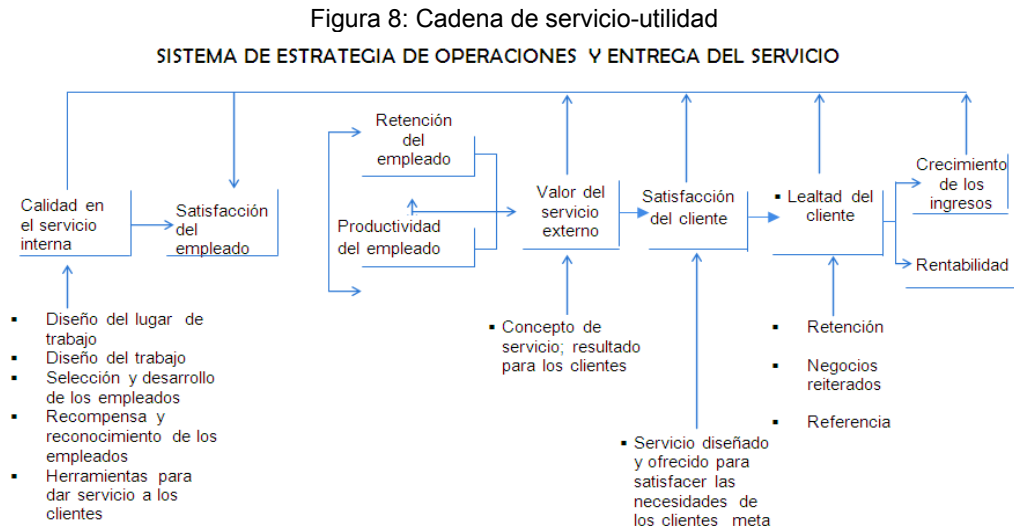 Figura 8: Cadena de servicio-utilidad
SISTEMA DE ESTRATEGIA DE OPERACIONES Y ENTREGA DEL SERVICIO
Calidad en
el servicio
interna
Satisfacción
del
empleado
Retención
del
empleado
Productividad
del empleado
Valor del
servicio
externo
Satisfacción
del cliente
▪ Lealtad del
cliente
Crecimiento
de los
ingresos
Rentabilidad
▪ Diseño del lugar de
trabajo
▪ Diseño del trabajo
▪ Selección y desarrollo
de los empleados
▪ Recompensa y
reconocimiento de los
empleados
▪ Herramientas para
dar servicio a los
clientes
▪ Concepto de
servicio; resultado
para los clientes
▪ Servicio diseñado
y ofrecido para
satisfacer las
necesidades de
los clientes meta
▪ Retención
▪ Negocios
reiterados
▪ Referencia